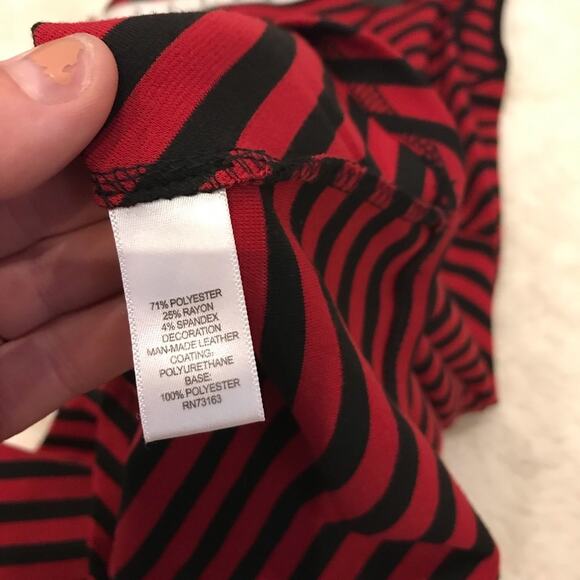 71% POLYESTER
25% RAYON
4% SPANDEX
DECORATION
MAN-MADE LEATHER
COATING:
POLYURETHANE
BASE:
100% POLYESTER
RN73163